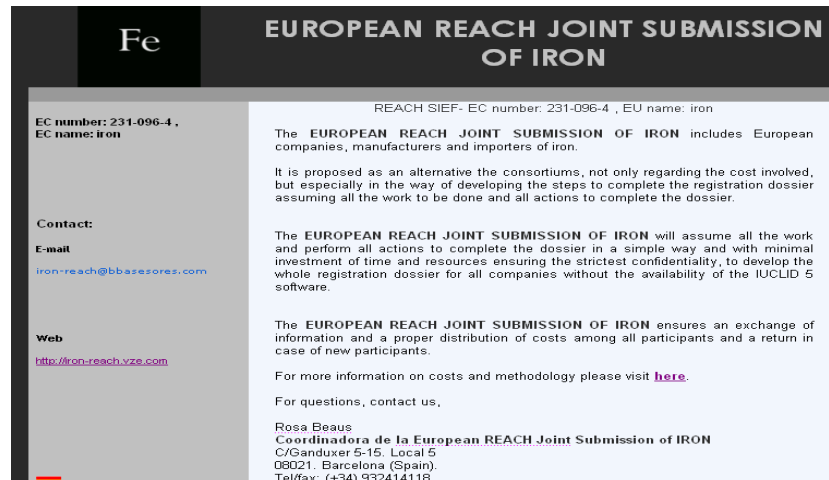 Fe
EUROPEAN REACH JOINT SUBMISSION
OF IRON
EC number: 231-096-4 ,
EC name: iron
Contact:
E-mail
iron-reach@bbasesores.com
Web
http://iron-reach.vze.com
REACH SIEF- EC number: 231-096-4 , EU name: iron
The EUROPEAN REACH JOINT SUBMISSION OF IRON includes European
companies, manufacturers and importers of iron.
It is proposed as an alternative the consortiums, not only regarding the cost involved,
but especially in the way of developing the steps to complete the registration dossier
assuming all the work to be done and all actions to complete the dossier.
The EUROPEAN REACH JOINT SUBMISSION OF IRON will assume all the work
and perform all actions to complete the dossier in a simple way and with minimal
investment of time and resources ensuring the strictest confidentiality, to develop the
whole registration dossier for all companies without the availability of the IUCLID 5
software.
The EUROPEAN REACH JOINT SUBMISSION OF IRON ensures an exchange of
information and a proper distribution of costs among all participants and a return in
case of new participants.
For more information on costs and methodology please visit here.
For questions, contact us,
Rosa Beaus
Coordinadora de la European REACH Joint Submission of IRON
C/Ganduxer 5-15. Local 5
08021. Barcelona (Spain).
Tel/fax: (+34) 932414118